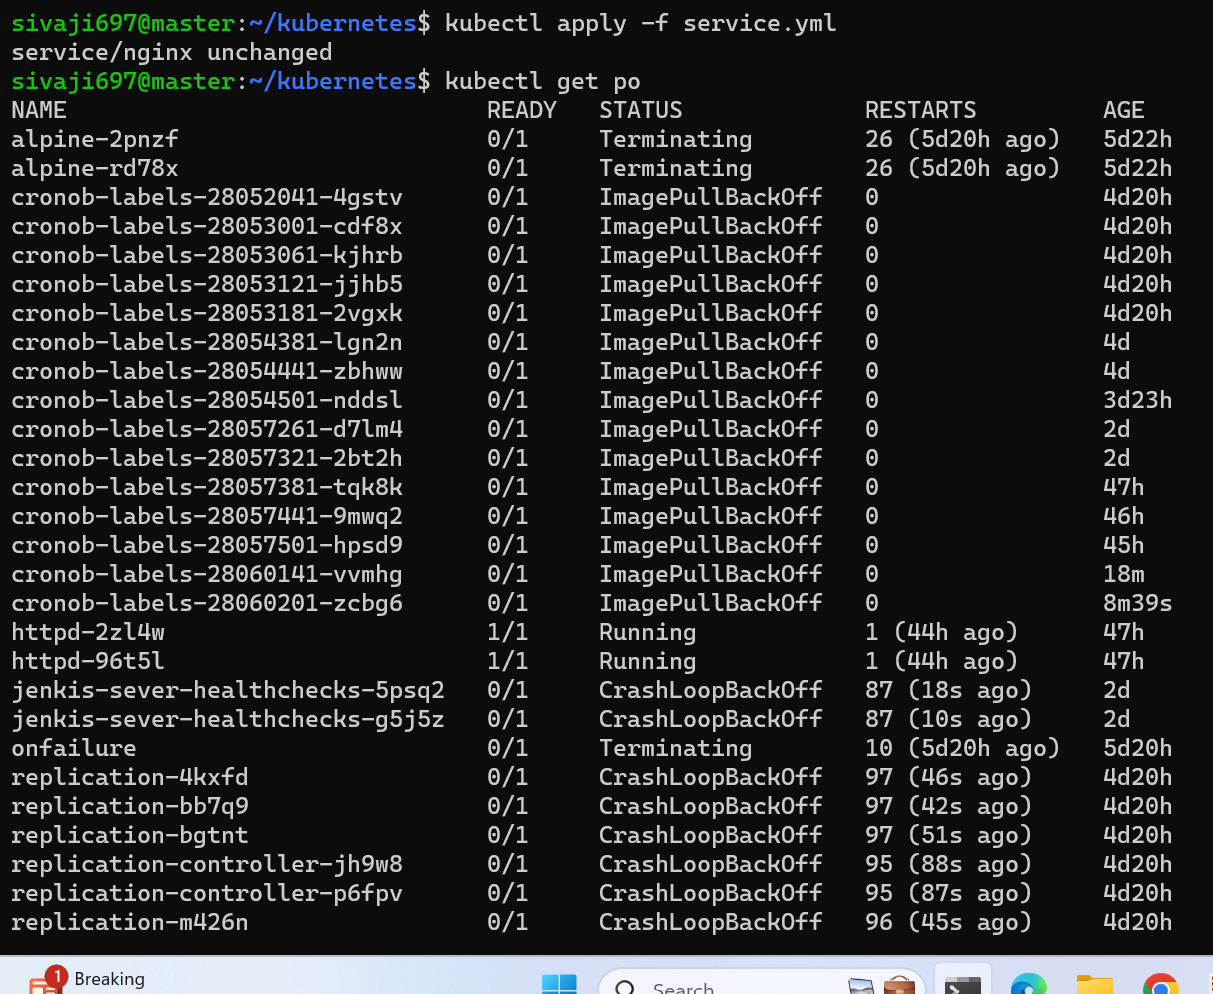 sivaji697@master:~/kubernetes$ kubectl apply -f service.yml
service/nginx unchanged
sivaji697@master:~/kubernetes$ kubectl get po
NAME READY STATUS RESTARTS AGE
alpine-2pnzf 0/1 Terminating 26 (5d20h ago) 5d22h
alpine-rd78x 0/1 Terminating 26 (5d20h ago) 5d22h
cronob-labels-28052041-4gstv 0/1 ImagePullBackOff 0 4d20h
cronob-labels-28053001-cdf8x 0/1 ImagePullBackOff 0 4d20h
cronob-labels-28053061-kjhrb 0/1 ImagePullBackOff 0 4d20h
cronob-labels-28053121-jjhb5 0/1 ImagePullBackOff 0 4d20h
cronob-labels-28053181-2vgxk 0/1 ImagePullBackOff 0 4d20h
cronob-labels-28054381-lgn2n 0/1 ImagePullBackOff 0 4d
cronob-labels-28054441-zbhww 0/1 ImagePullBackOff 0 4d
cronob-labels-28054501-nddsl 0/1 ImagePullBackOff 0 3d23h
cronob-labels-28057261-d7lm4 0/1 ImagePullBackOff 0 2d
cronob-labels-28057321-2bt2h 0/1 ImagePullBackOff 0 2d
cronob-labels-28057381-tqk8k 0/1 ImagePullBackOff 0 47h
cronob-labels-28057441-9mwq2 0/1 ImagePullBackOff 0 46h
cronob-labels-28057501-hpsd9 0/1 ImagePullBackOff 0 45h
cronob-labels-28060141-vvmhg 0/1 ImagePullBackOff 0 18m
cronob-labels-28060201-zcbg6 0/1 ImagePullBackOff 0 8m39s
httpd-2zl4w 1/1 Running 1 (44h ago) 47h
httpd-96t5l 1/1 Running 1 (44h ago) 47h
jenkis-sever-healthchecks-5psq2 0/1 CrashLoopBackOff 87 (18s ago) 2d
jenkis-sever-healthchecks-g5j5z 0/1 CrashLoopBackOff 87 (10s ago) 2d
onfailure 0/1 Terminating 10 (5d20h ago) 5d20h
replication-4kxfd 0/1 CrashLoopBackOff 97 (46s ago) 4d20h
replication-bb7q9 0/1 CrashLoopBackOff 97 (42s ago) 4d20h
replication-bgtnt 0/1 CrashLoopBackOff 97 (51s ago) 4d20h
replication-controller-jh9w8 0/1 CrashLoopBackOff 95 (88s ago) 4d20h
replication-controller-p6fpv 0/1 CrashLoopBackOff 95 (87s ago) 4d20h
replication-m426n 0/1 CrashLoopBackOff 96 (45s ago) 4d20h
1 Breaking
Search